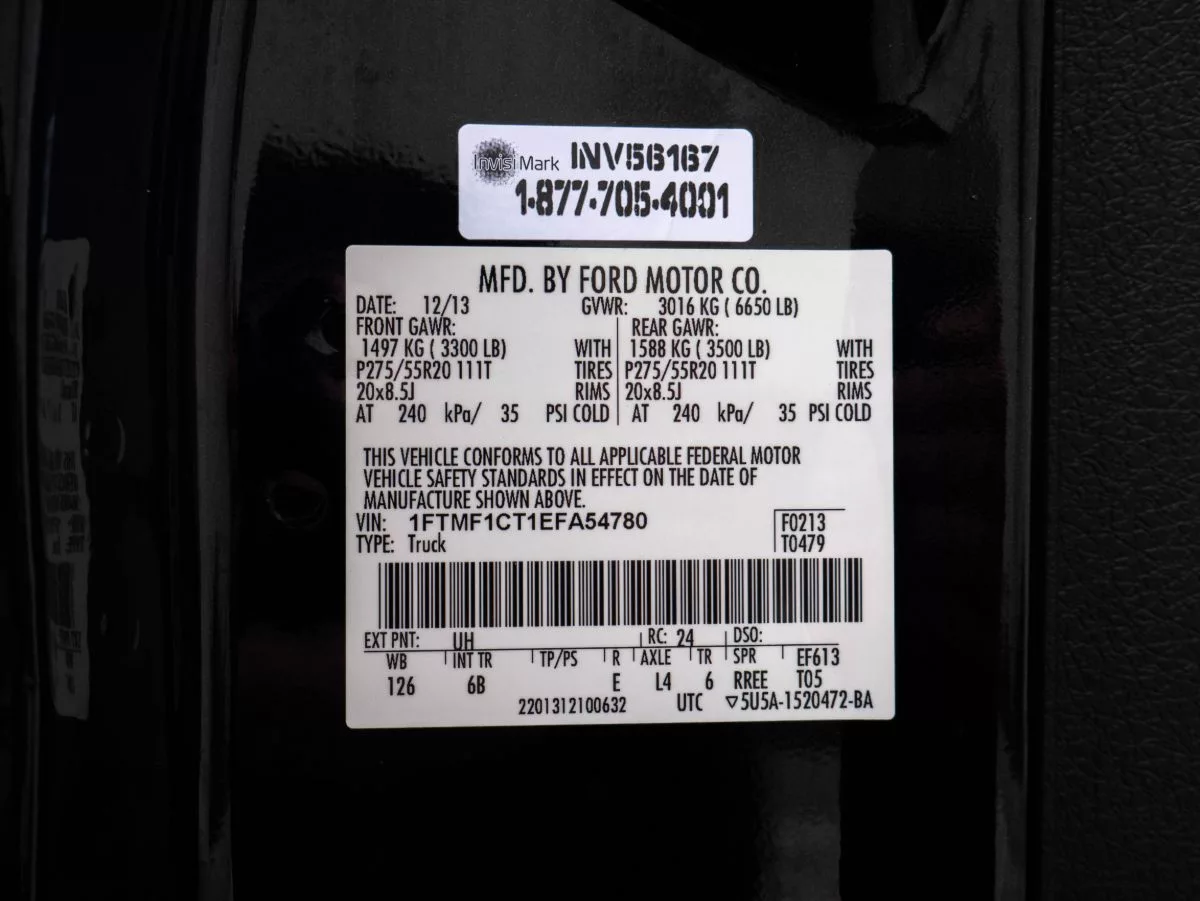 InvisiMark INV56167
1-877-705-4001
MFD. BY FORD MOTOR CO.
DATE: 12/13 GVWR: 3016 KG ( 6650 LB)
FRONT GAWR: REAR GAWR:
1497 KG ( 3300 LB) WITH 1588 KG ( 3500 LB) WITH
P275/55R20 111T TIRES P275/55R20 111T TIRES
20x8.5J RIMS 20x8.5J RIMS
AT 240 kPa/ 35 PSI COLD AT 240 kPa/ 35 PSI COLD
THIS VEHICLE CONFORMS TO ALL APPLICABLE FEDERAL MOTOR
VEHICLE SAFETY STANDARDS IN EFFECT ON THE DATE OF
MANUFACTURE SHOWN ABOVE.
VIN: 1FTMF1CT1EFA54780 F0213
TYPE: Truck T0479
EXT PNT: UH RC: 24 DSO:
WB INT TR TP/PS R AXLE TR SPR EF613
126 6B E L4 6 RREE T05
2201312100632 UTC ▽5U5A-1520472-BA